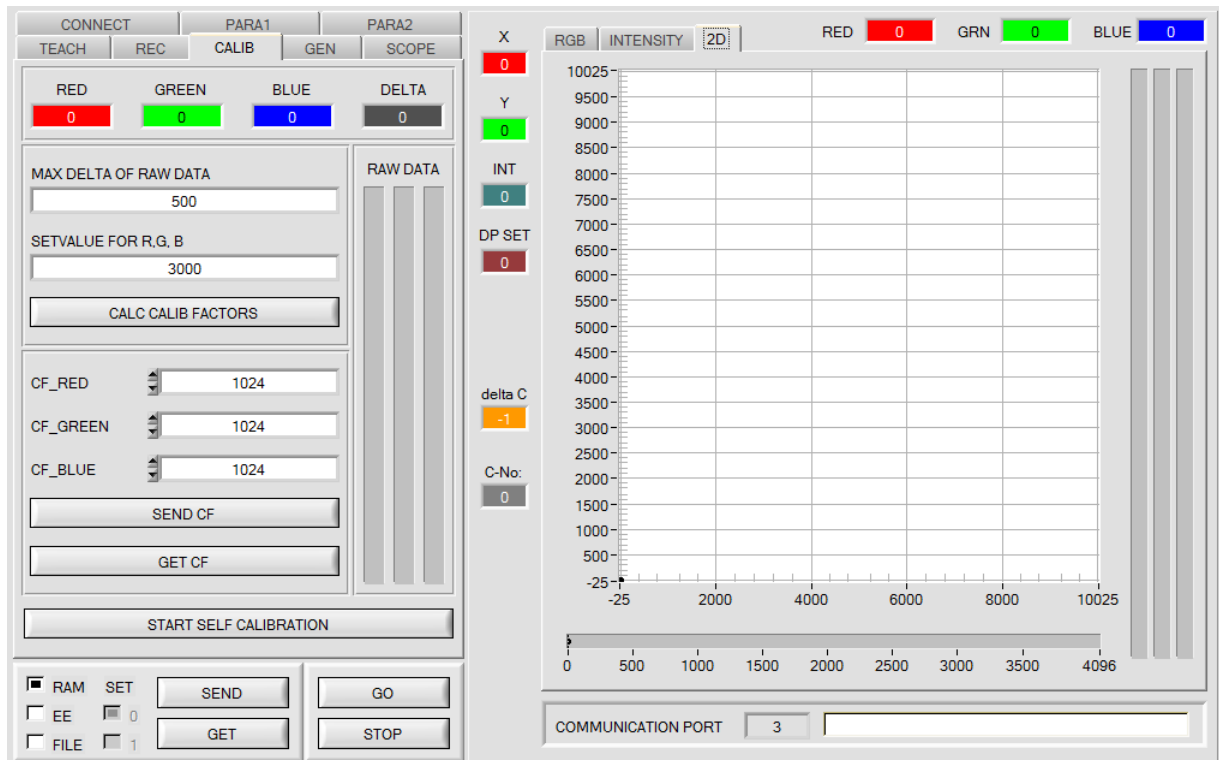 CONNECT PARA1 PARA2
TEACH REC CALIB GEN SCOPE
RED GREEN BLUE DELTA
0 0 0 0
MAX DELTA OF RAW DATA
500
SETVALUE FOR R,G, B
3000
CALC CALIB FACTORS
RAW DATA
CF_RED 1024
CF_GREEN 1024
CF_BLUE 1024
SEND CF
GET CF
START SELF CALIBRATION
RAM SET
EE 0
FILE 1
SEND
GET
GO
STOP
X
0
Y
0
INT
0
DP SET
0
delta C
-1
C-No:
0
RGB INTENSITY 2D
RED 0 GRN 0 BLUE 0
10025
9500
9000
8500
8000
7500
7000
6500
6000
5500
5000
4500
4000
3500
3000
2500
2000
1500
1000
500
-25
-25 2000 4000 6000 8000 10025
0 500 1000 1500 2000 2500 3000 3500 4096
COMMUNICATION PORT 3